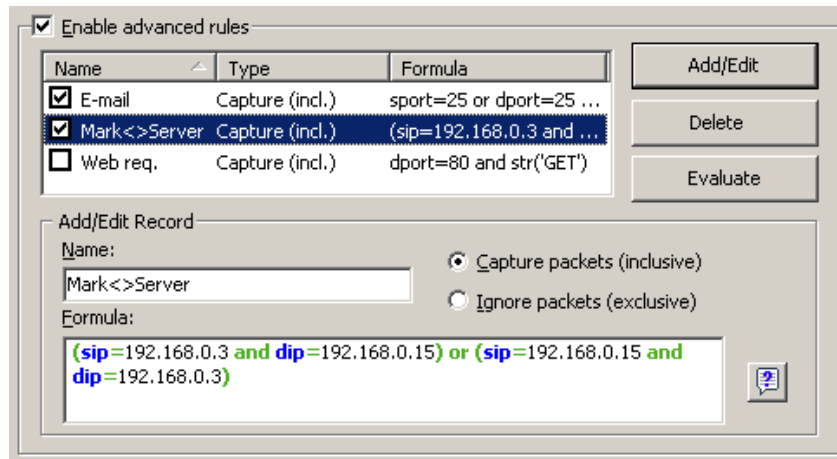 Enable advanced rules
Name Type Formula
E-mail Capture (incl.) sport=25 or dport=25 ...
Mark<>Server Capture (incl.) (sip=192.168.0.3 and ...
Web req. Capture (incl.) dport=80 and str('GET')
Add/Edit
Delete
Evaluate
Add/Edit Record
Name:
Mark<>Server
Capture packets (inclusive)
Ignore packets (exclusive)
Formula:
(sip=192.168.0.3 and dip=192.168.0.15) or (sip=192.168.0.15 and
dip=192.168.0.3)
?